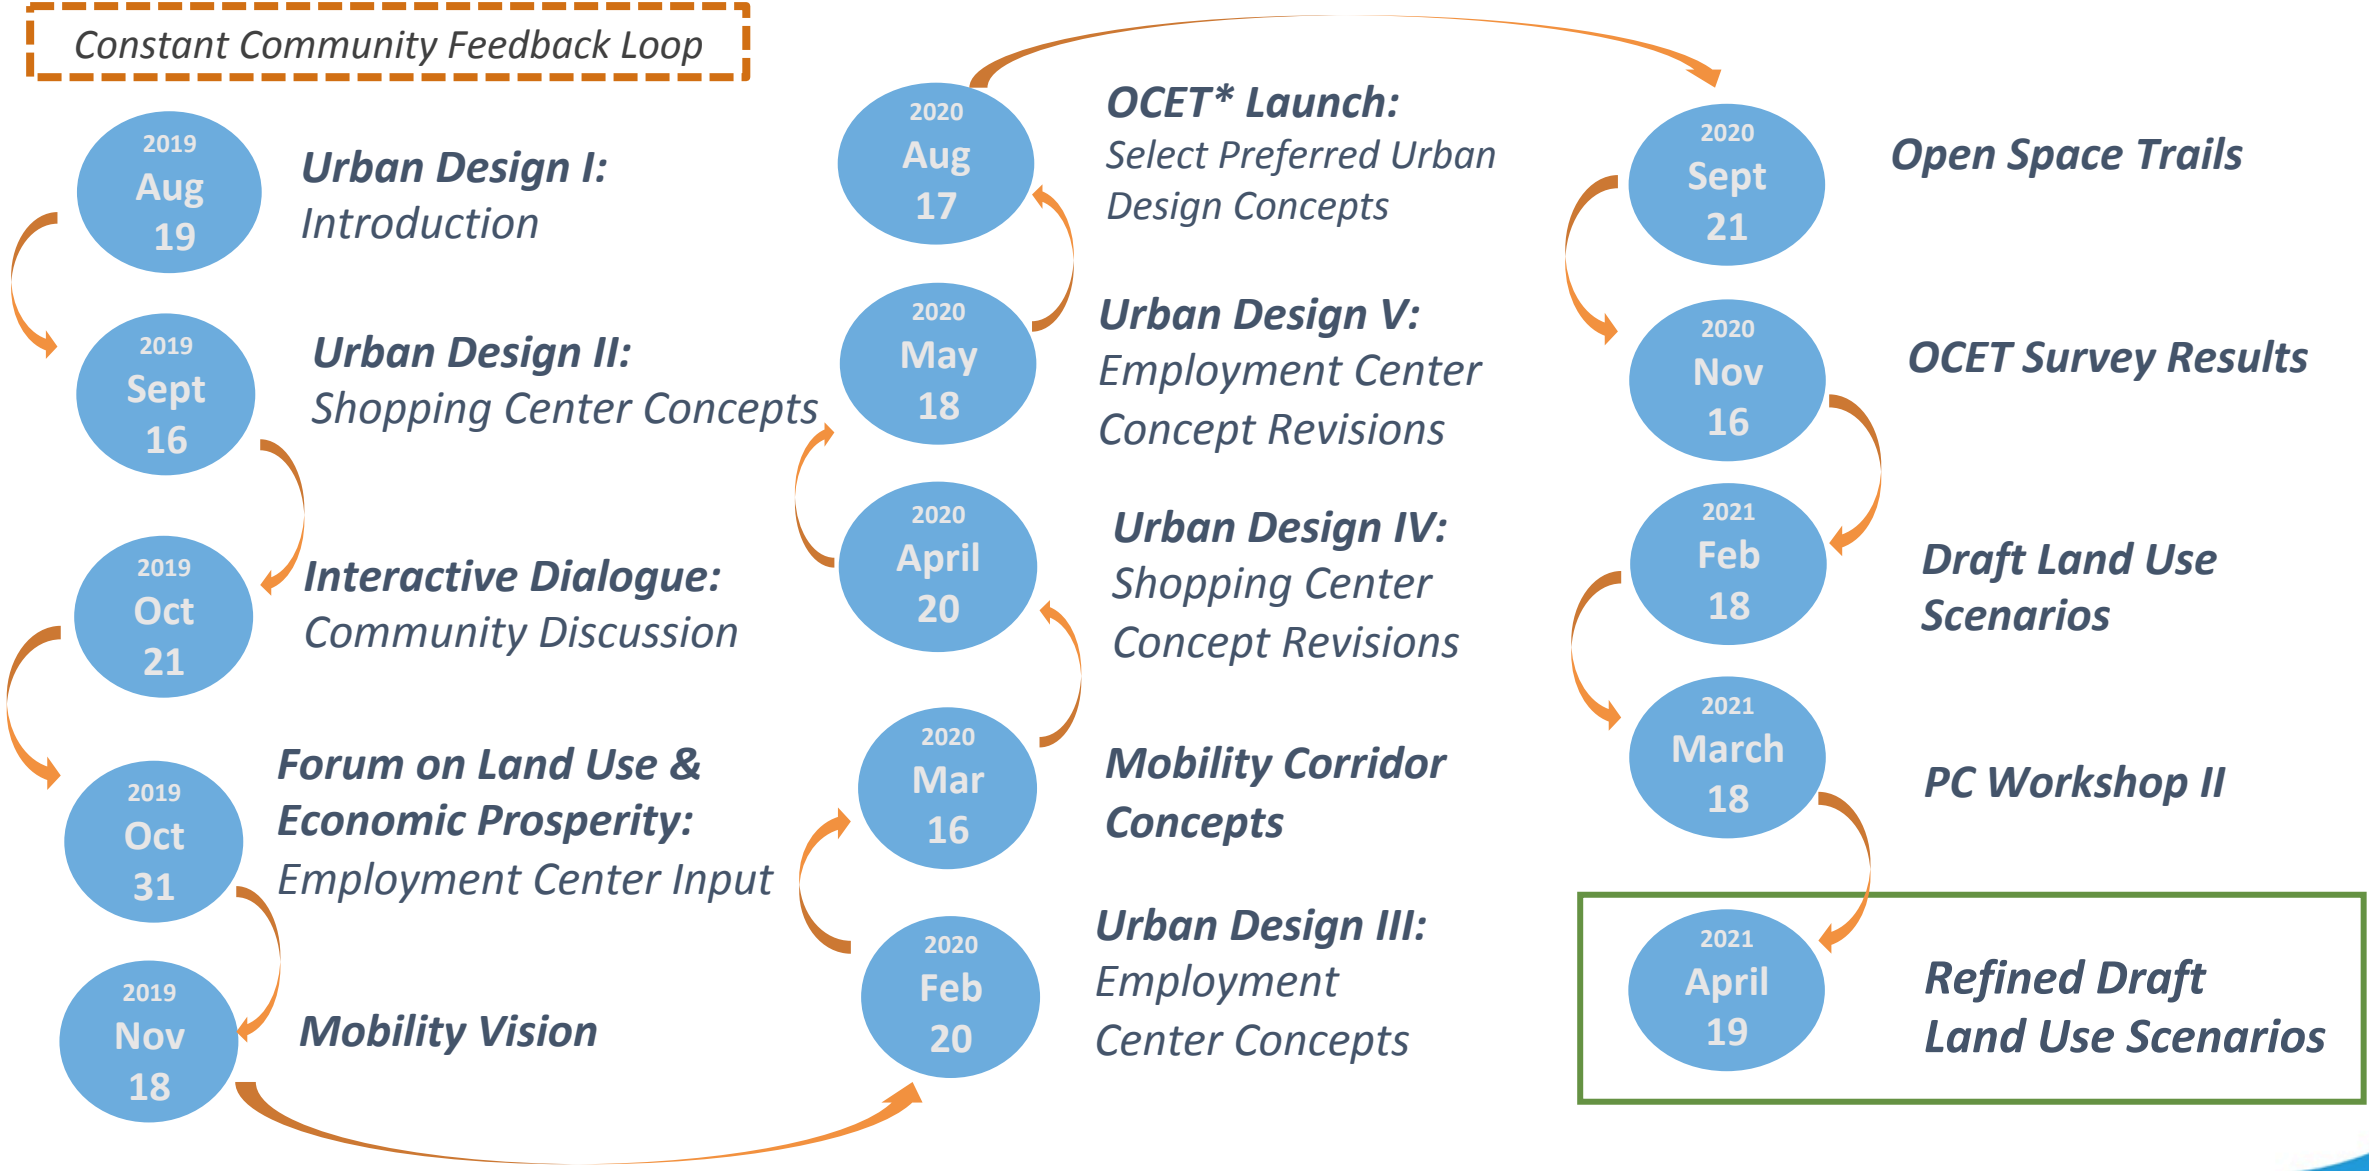 Constant Community Feedback Loop
2019
Aug
19
Urban Design I:
Introduction
2019
Sept
16
Urban Design II:
Shopping Center Concepts
2019
Oct
21
Interactive Dialogue:
Community Discussion
2019
Oct
31
Forum on Land Use &
Economic Prosperity:
Employment Center Input
2019
Nov
18
Mobility Vision
2020
Feb
20
Urban Design III:
Employment
Center Concepts
2020
Mar
16
Mobility Corridor
Concepts
2020
April
20
Urban Design IV:
Shopping Center
Concept Revisions
2020
May
18
Urban Design V:
Employment Center
Concept Revisions
2020
Aug
17
OCET* Launch:
Select Preferred Urban
Design Concepts
2020
Sept
21
Open Space Trails
2020
Nov
16
OCET Survey Results
2021
Feb
18
Draft Land Use
Scenarios
2021
March
18
PC Workshop II
2021
April
19
Refined Draft
Land Use Scenarios